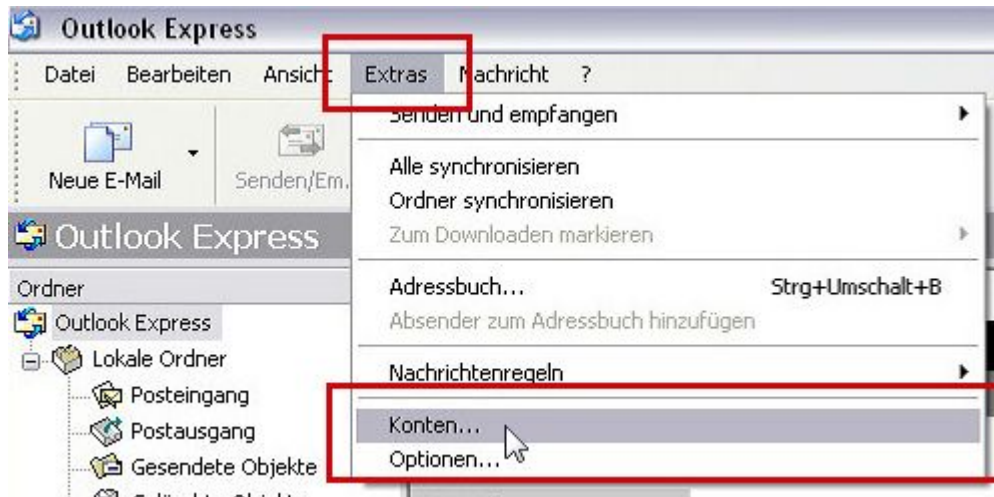 Outlook Express
Datei Bearbeiten Ansicht Extras Nachricht ?
Neue E-Mail Senden/Em.
Senden und empfangen
Alle synchronisieren
Ordner synchronisieren
Zum Downloaden markieren
Adressbuch... Strg+Umschalt+B
Absender zum Adressbuch hinzufügen
Nachrichtenregeln
Konten...
Optionen...
Outlook Express
Ordner
Outlook Express
Lokale Ordner
Posteingang
Postausgang
Gesendete Objekte